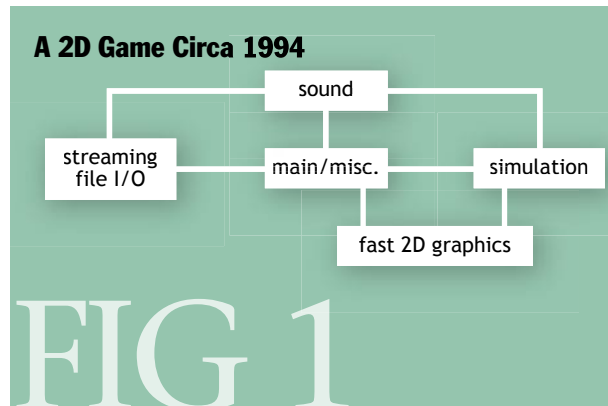 A 2D Game Circa 1994
sound
streaming
file I/O
main/misc.
simulation
fast 2D graphics
FIG 1